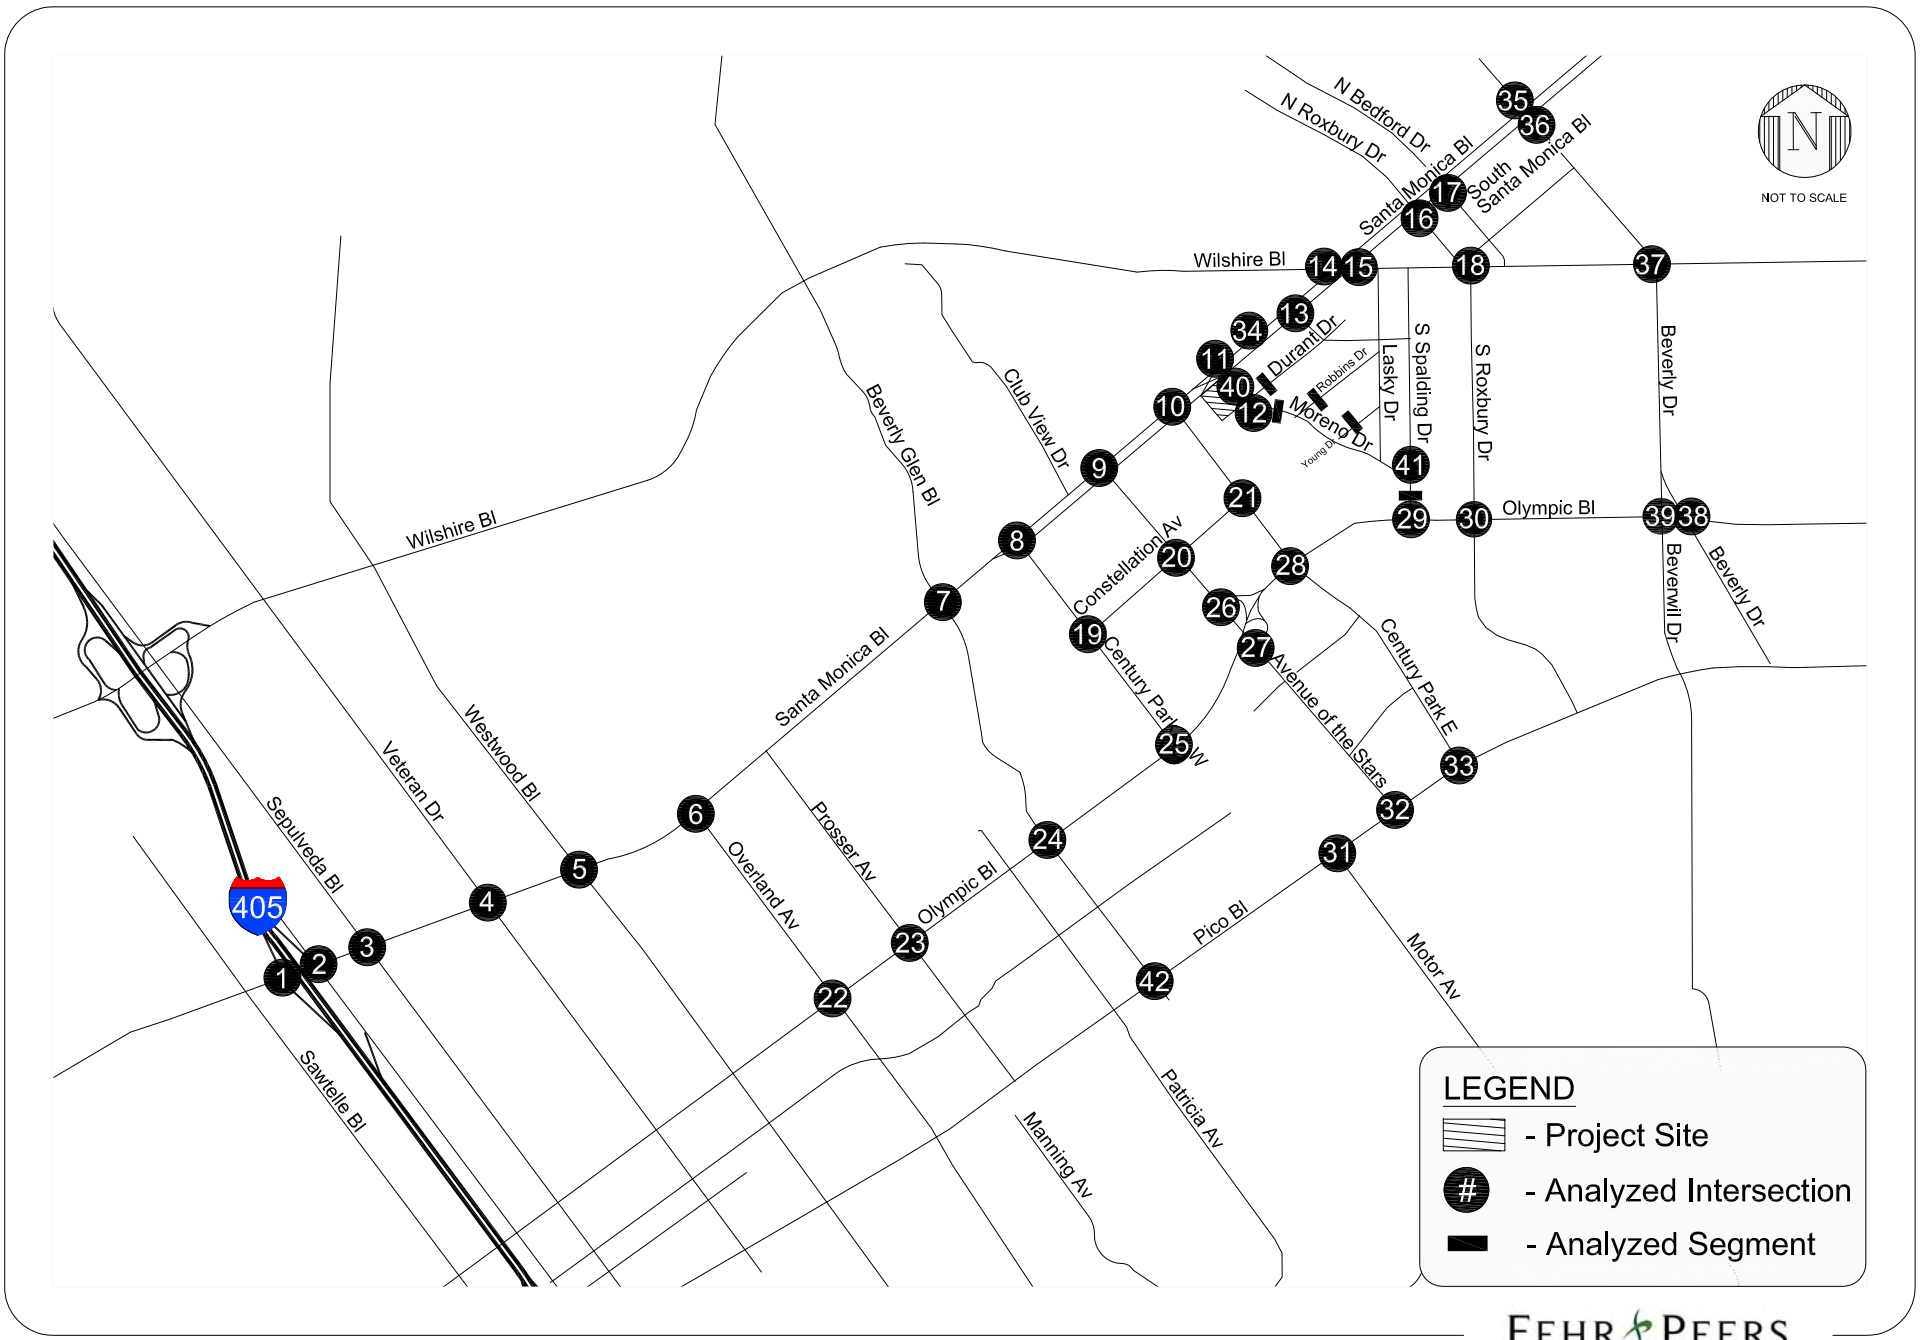 N Bedford Dr
N Roxbury Dr
Santa Monica Bl
South
Santa Monica Bl
35
36
17
16
N
NOT TO SCALE
Wilshire Bl
14
15
18
37
13
34
11
40
12
10
Durant Dr
Robbins Dr
Moreno Dr
Young Dr
Lasky Dr
S Spalding Dr
S Roxbury Dr
Beverly Dr
Club View Dr
Beverly Glen Bl
9
41
21
29
30
Olympic Bl
39
38
8
Constellation Av
20
28
Wilshire Bl
7
26
19
27
Beverwil Dr
Beverly Dr
Santa Monica Bl
Century Park W
Avenue of the Stars
Century Park E
25
33
32
Westwood Bl
Veteran Dr
Sepulveda Bl
6
Prosser Av
Overland Av
24
31
5
4
Olympic Bl
Pico Bl
405
3
2
1
23
22
42
Motor Av
Sawtelle Bl
Manning Av
Patricia Av
LEGEND
- Project Site
# - Analyzed Intersection
- Analyzed Segment
FEHR PEERS